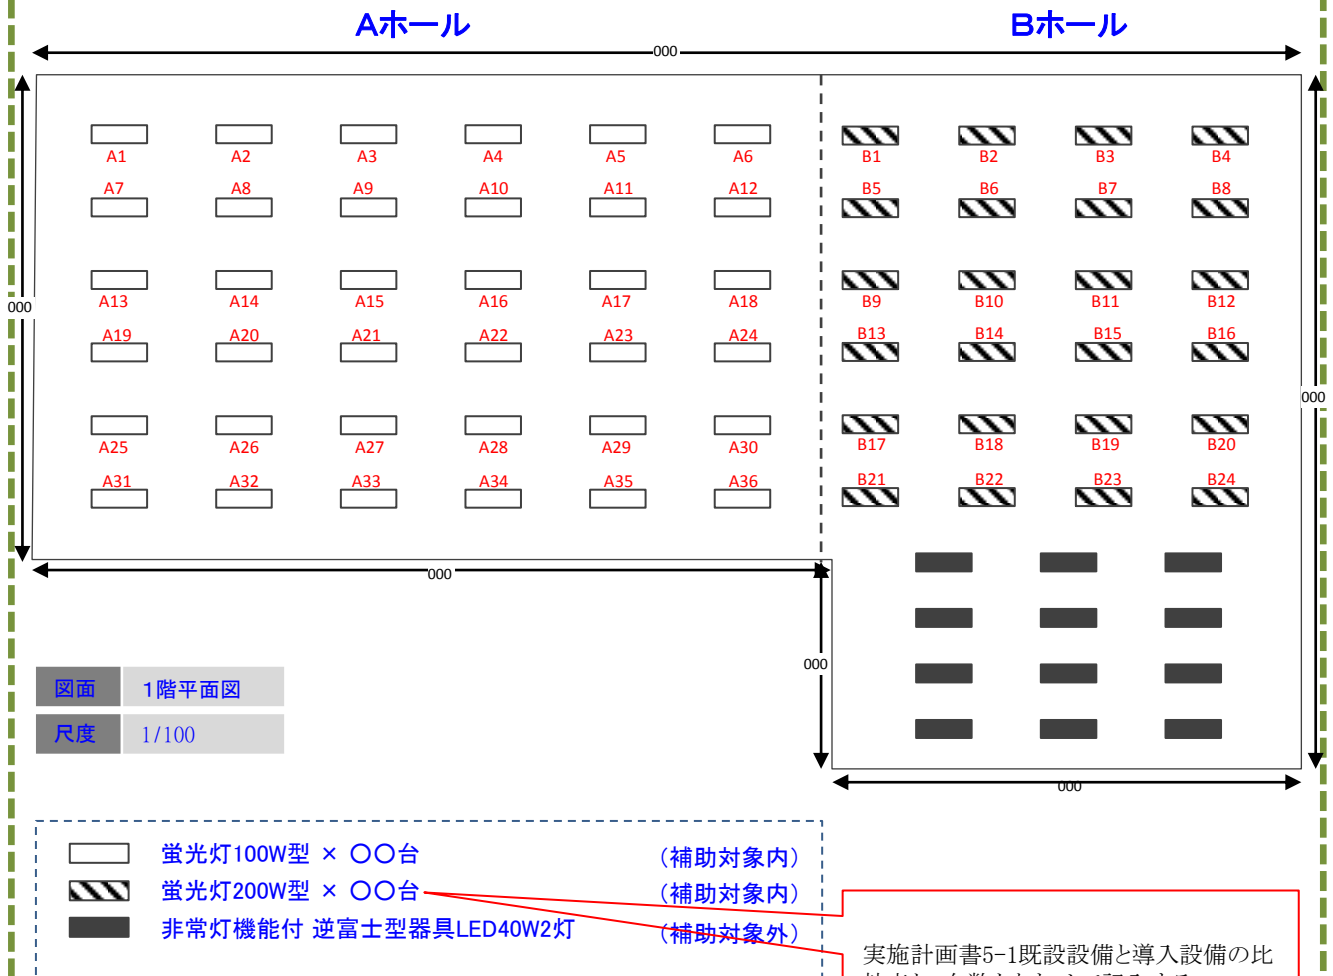 Aホール Bホール
000
A1 A2 A3 A4 A5 A6 B1 B2 B3 B4
A7 A8 A9 A10 A11 A12 B5 B6 B7 B8
A13 A14 A15 A16 A17 A18 B9 B10 B11 B12
000
A19 A20 A21 A22 A23 A24 B13 B14 B15 B16
000
A25 A26 A27 A28 A29 A30 B17 B18 B19 B20
A31 A32 A33 A34 A35 A36 B21 B22 B23 B24
000
000
図面 1階平面図
尺度 1/100
000
蛍光灯100W型 × 〇〇台 (補助対象内)
蛍光灯200W型 × 〇〇台 (補助対象内)
非常灯機能付 逆富士型器具LED40W2灯 (補助対象外)
実施計画書5-1既設設備と導入設備の比